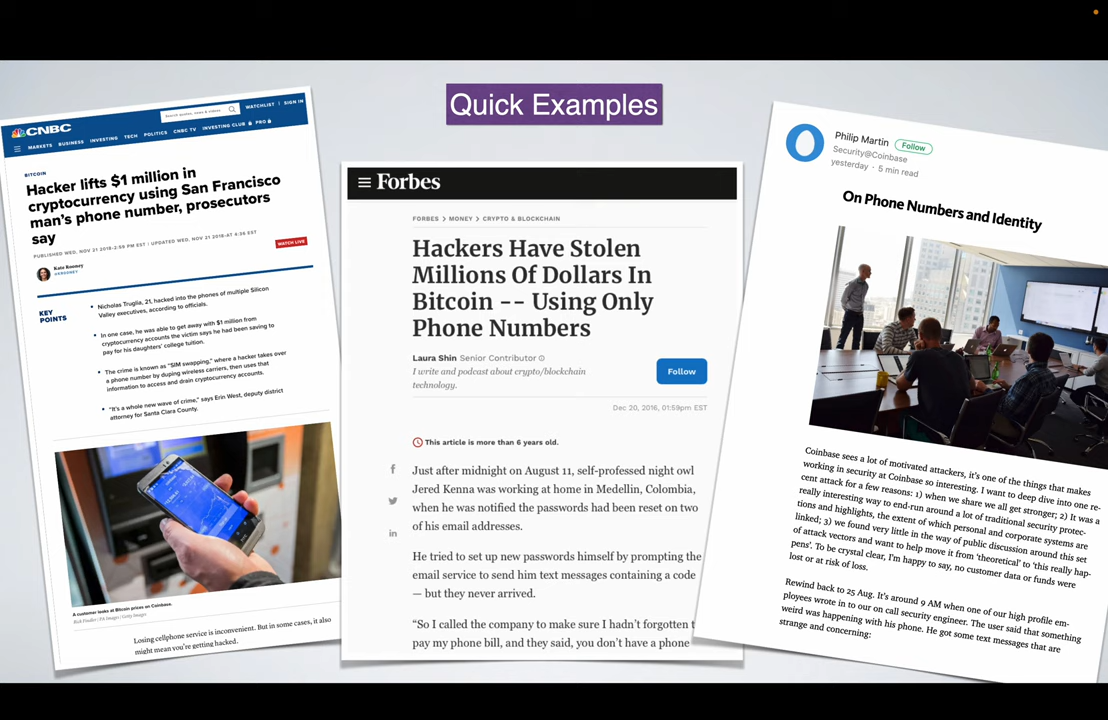 Quick Examples
CNBC
Search quotes, news & videos
WATCHLIST
SIGN IN
MARKETS BUSINESS INVESTING TECH POLITICS CNBC TV INVESTING CLUB PRO
BITCOIN
Hacker lifts $1 million in
cryptocurrency using San Francisco
man's phone number, prosecutors
say
PUBLISHED WED, NOV 21 2018-2:59 PM EST | UPDATED WED, NOV 21 2018-AT 4:36 EST
Kate Rooney
WATCH LIVE
KEY
POINTS
• Nicholas Truglia, 21, hacked into the phones of multiple Silicon
Valley executives, according to officials.
• In one case, he was able to get away with $1 million from
cryptocurrency accounts the victim says he had been saving to
pay for his daughters' college tuition.
• The crime is known as "SIM swapping," where a hacker takes over
a phone number by duping wireless carriers, then uses that
information to access and drain cryptocurrency accounts.
• "It's a whole new wave of crime," says Erin West, deputy district
attorney for Santa Clara County.
A customer looks at Bitcoin prices on Coinbase.
Losing cellphone service is inconvenient. But in some cases, it also
might mean you're getting hacked.
Forbes
FORBES > MONEY > CRYPTO & BLOCKCHAIN
Hackers Have Stolen
Millions Of Dollars In
Bitcoin -- Using Only
Phone Numbers
Laura Shin Senior Contributor
I write and podcast about crypto/blockchain
technology.
Follow
Dec 20, 2016, 01:59pm EST
This article is more than 6 years old.
Just after midnight on August 11, self-professed night owl
Jered Kenna was working at home in Medellin, Colombia,
when he was notified the passwords had been reset on two
of his email addresses.
He tried to set up new passwords himself by prompting the
email service to send him text messages containing a code
— but they never arrived.
"So I called the company to make sure I hadn't forgotten t
pay my phone bill, and they said, you don't have a phone
Philip Martin Follow
Security@Coinbase
yesterday · 5 min read
On Phone Numbers and Identity
Coinbase sees a lot of motivated attackers, it's one of the things that makes
working in security at Coinbase so interesting. I want to deep dive into one re-
cent attack for a few reasons: 1) when we share we all get stronger; 2) It was a
really interesting way to end-run around a lot of traditional security protec-
tions and highlights, the extent of which personal and corporate systems are
linked; 3) we found very little in the way of public discussion around this set
of attack vectors and want to help move it from 'theoretical' to 'this really hap-
pens'. To be crystal clear, I'm happy to say, no customer data or funds were
lost or at risk of loss.
Rewind back to 25 Aug. It's around 9 AM when one of our high profile em-
ployees wrote in to our on call security engineer. The user said that something
weird was happening with his phone. He got some text messages that are
strange and concerning: